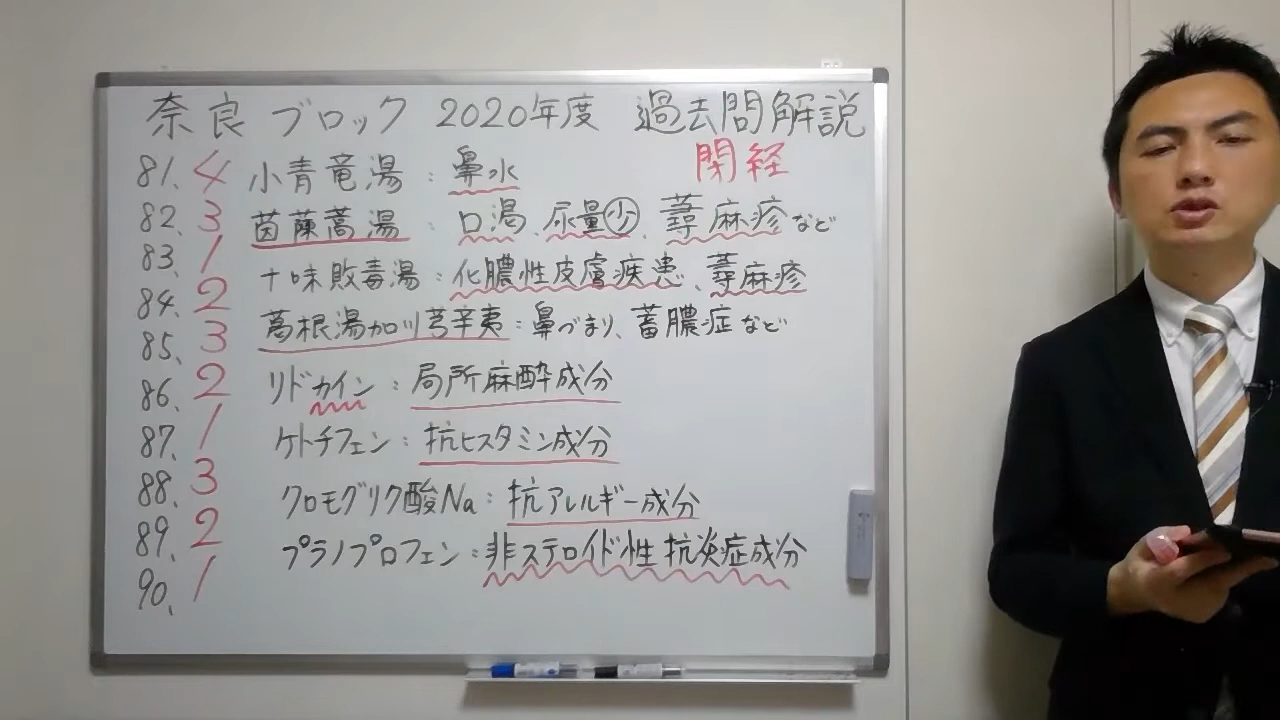 奈良 ブロック 2020年度 過去問解説
閉経
81. 4 小青竜湯 : 鼻水
82. 3 茵蔯蒿湯 : 口渇、尿量少、蕁麻疹など
83. 1 十味敗毒湯 : 化膿性皮膚疾患、蕁麻疹
84. 2 葛根湯加川芎辛夷 : 鼻づまり、蓄膿症など
85. 3
86. 2 リドカイン : 局所麻酔成分
87. 1 ケトチフェン : 抗ヒスタミン成分
88. 3 クロモグリク酸Na : 抗アレルギー成分
89. 2 プラノプロフェン : 非ステロイド性抗炎症成分
90. 1